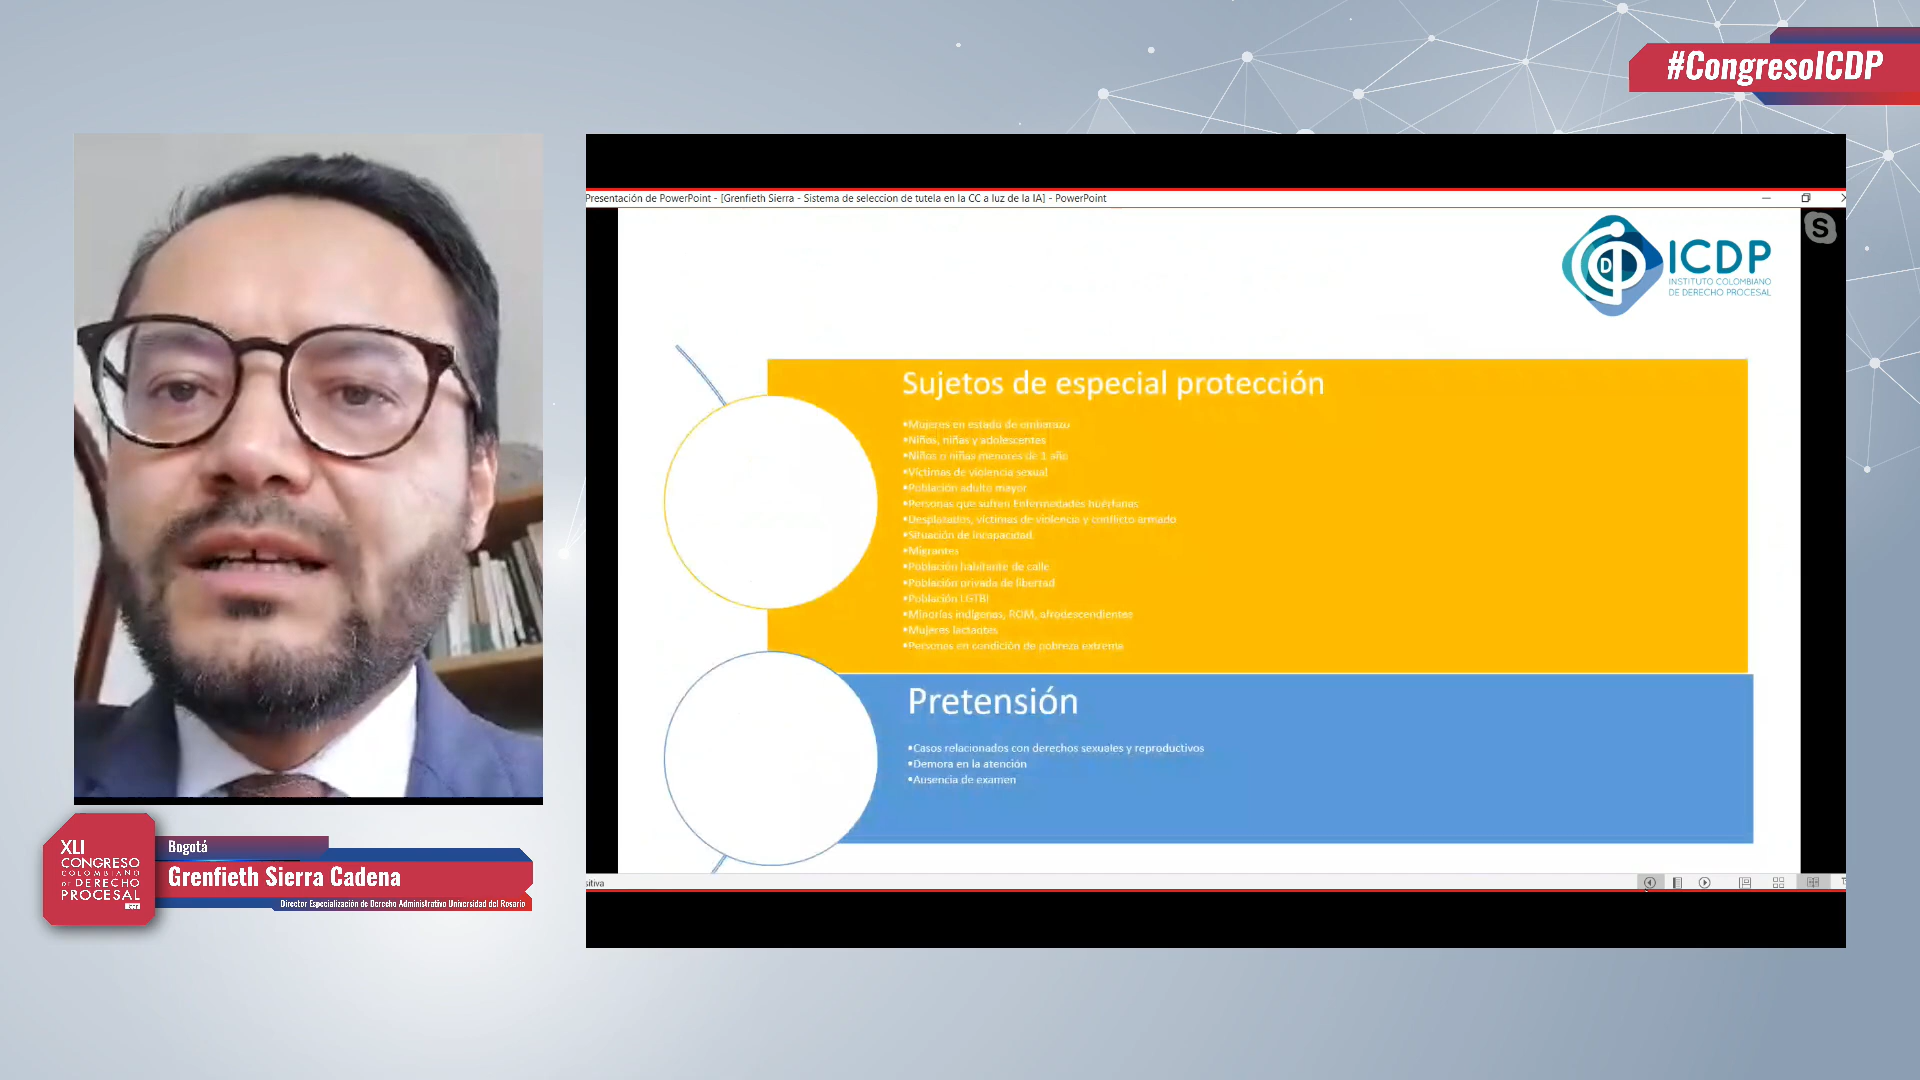 #CongresoICDP
Presentación de PowerPoint - [Grenfieth Sierra - Sistema de seleccion de tutela en la CC a luz de la IA] - PowerPoint
S
ICDP
INSTITUTO COLOMBIANO
DE DERECHO PROCESAL
Sujetos de especial protección
•Mujeres en estado de embarazo
•Niños, niñas y adolescentes
•Niños o niñas menores de 1 año
•Víctimas de violencia sexual
•Población adulto mayor
•Personas que sufren Enfermedades huérfanas
•Desplazados, víctimas de violencia y conflicto armado
•Situación de incapacidad
•Migrantes
•Población habitante de calle
•Población privada de libertad
•Población LGTBI
•Minorías indígenas, ROM, afrodescendientes
•Mujeres lactantes
•Personas en condición de pobreza extrema
Pretensión
•Casos relacionados con derechos sexuales y reproductivos
•Demora en la atención
•Ausencia de examen
sitiva
XLI
CONGRESO
COLOMBIANO
DE DERECHO
PROCESAL
Bogotá
Grenfieth Sierra Cadena
Director Especialización de Derecho Administrativo Universidad del Rosario